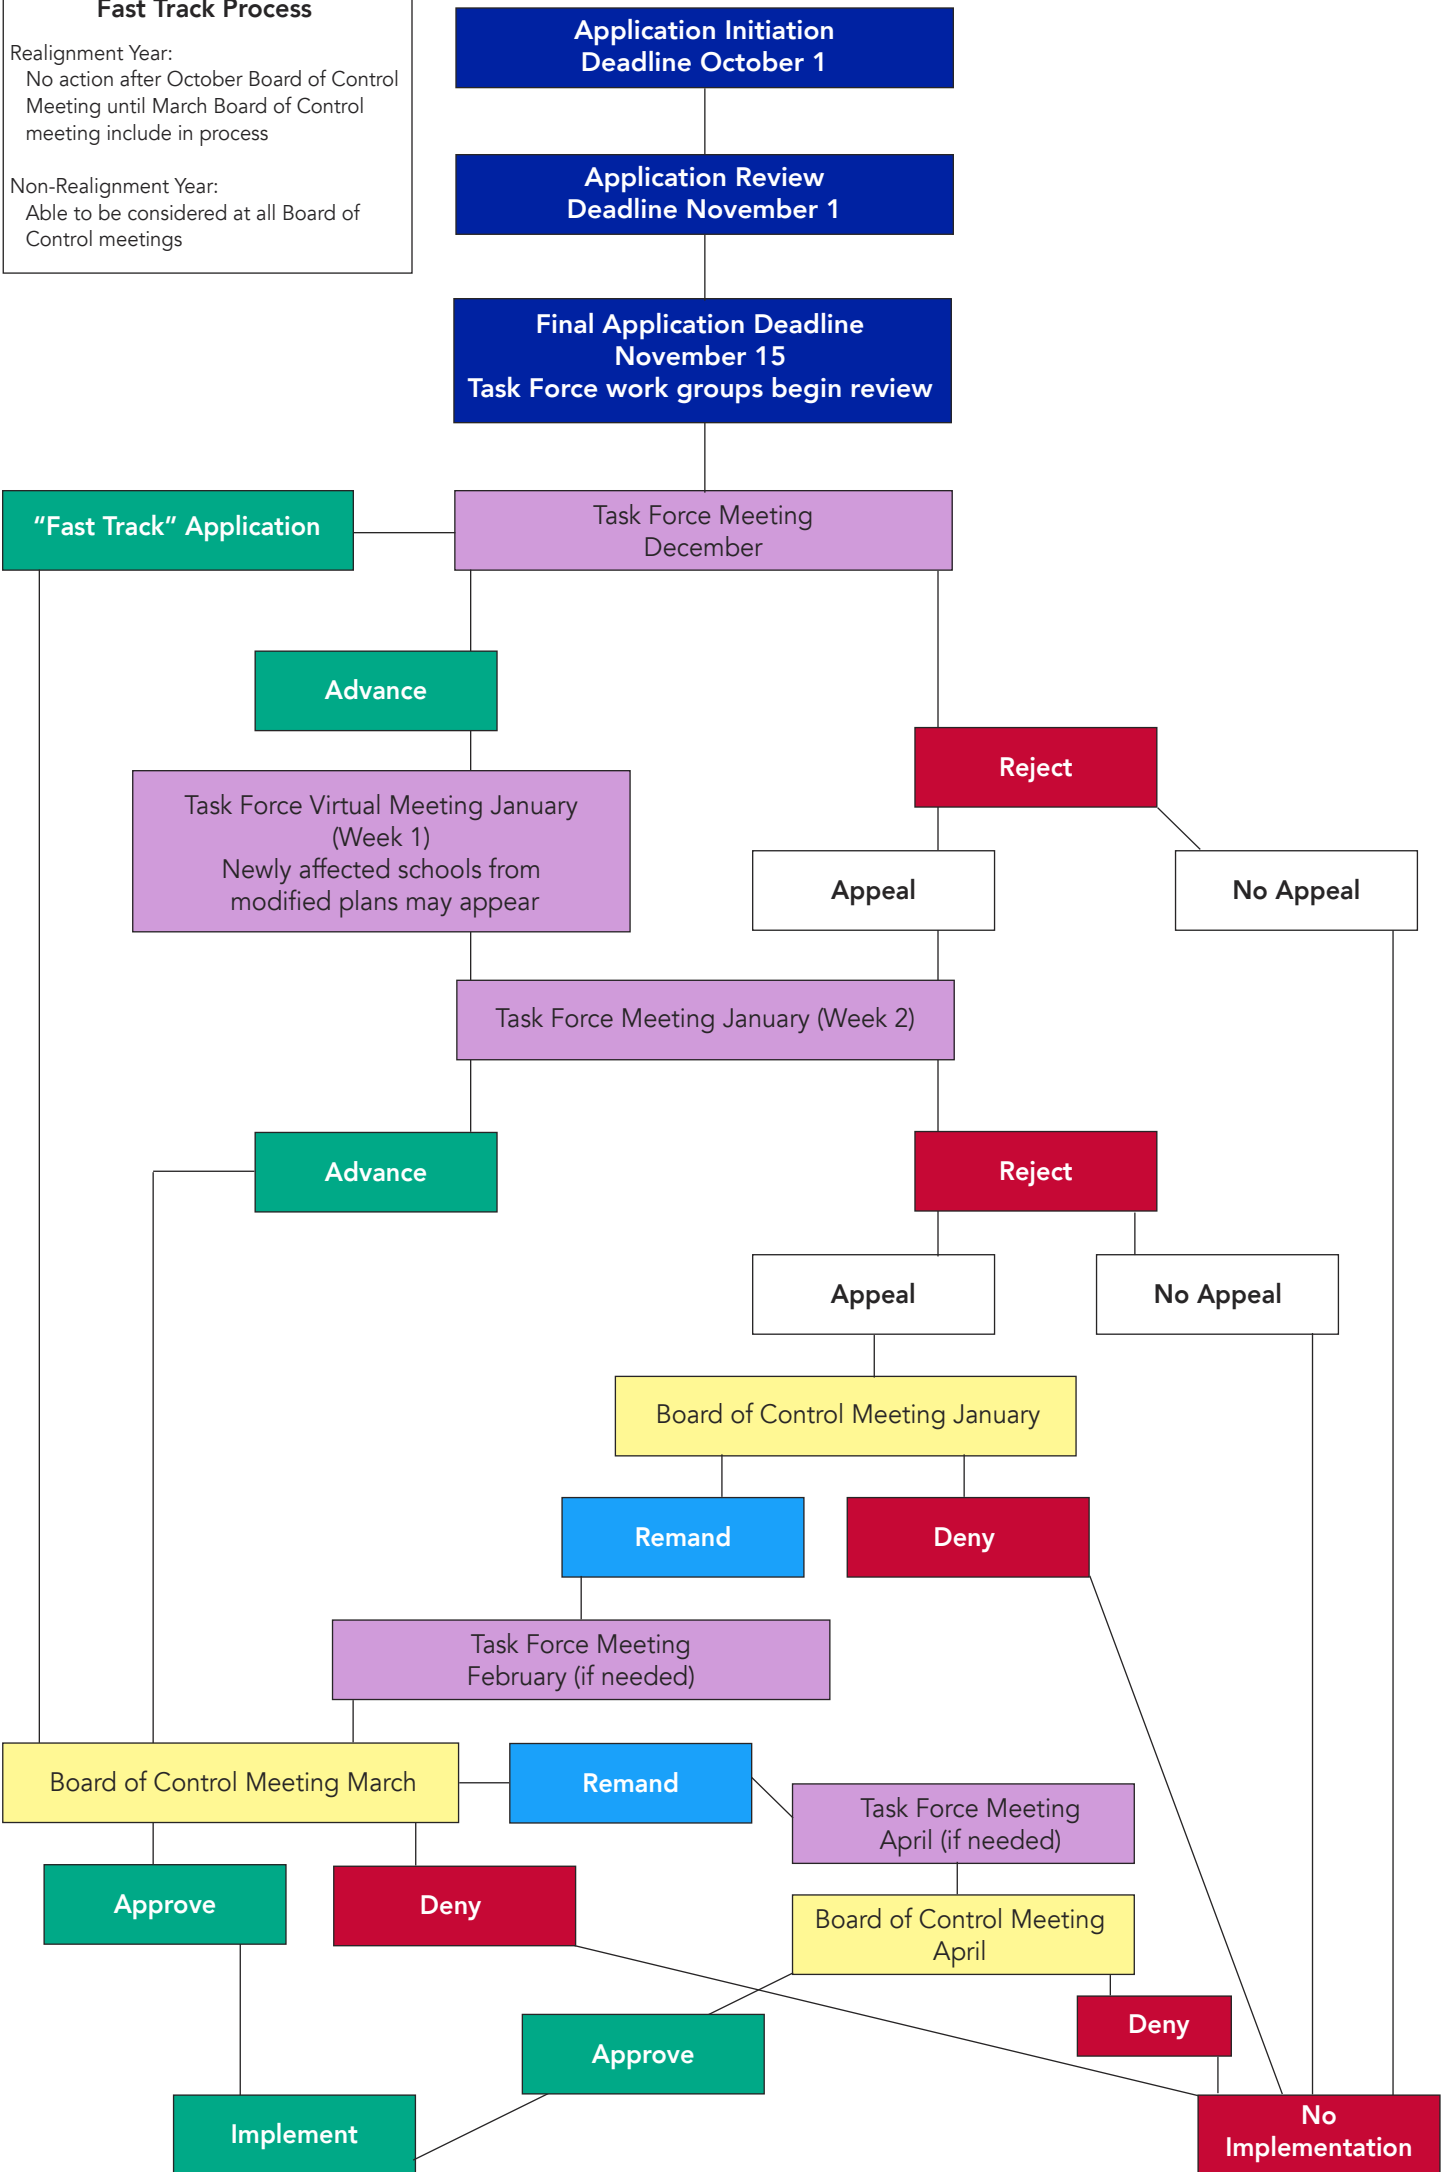 Fast Track Process
Realignment Year:
No action after October Board of Control
Meeting until March Board of Control
meeting include in process
Non-Realignment Year:
Able to be considered at all Board of
Control meetings
Application Initiation
Deadline October 1
Application Review
Deadline November 1
Final Application Deadline
November 15
Task Force work groups begin review
“Fast Track” Application
Task Force Meeting
December
Advance
Reject
Task Force Virtual Meeting January
(Week 1)
Newly affected schools from
modified plans may appear
Appeal
No Appeal
Task Force Meeting January (Week 2)
Advance
Reject
Appeal
No Appeal
Board of Control Meeting January
Remand
Deny
Task Force Meeting
February (if needed)
Board of Control Meeting March
Remand
Task Force Meeting
April (if needed)
Approve
Deny
Board of Control Meeting
April
Deny
Approve
Implement
No
Implementation